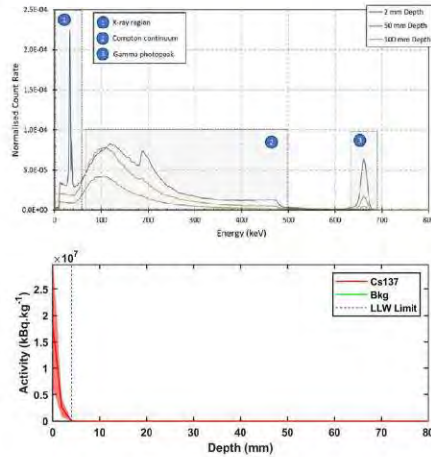 2.5E-04
2.0E-04
1.5E-04
1.0E-04
5.0E-05
0.0E+00
Normalised Count Rate
1
1 X-ray region
2 Compton continuum
3 Gamma photopeak
2 mm Depth
50 mm Depth
100 mm Depth
2
3
0 100 200 300 400 500 600 700 80
Energy (keV)
×10⁷
2.5
2
1.5
1
0.5
0
Activity (kBq.kg⁻¹)
Cs137
Bkg
LLW Limit
0 10 20 30 40 50 60 70 80
Depth (mm)